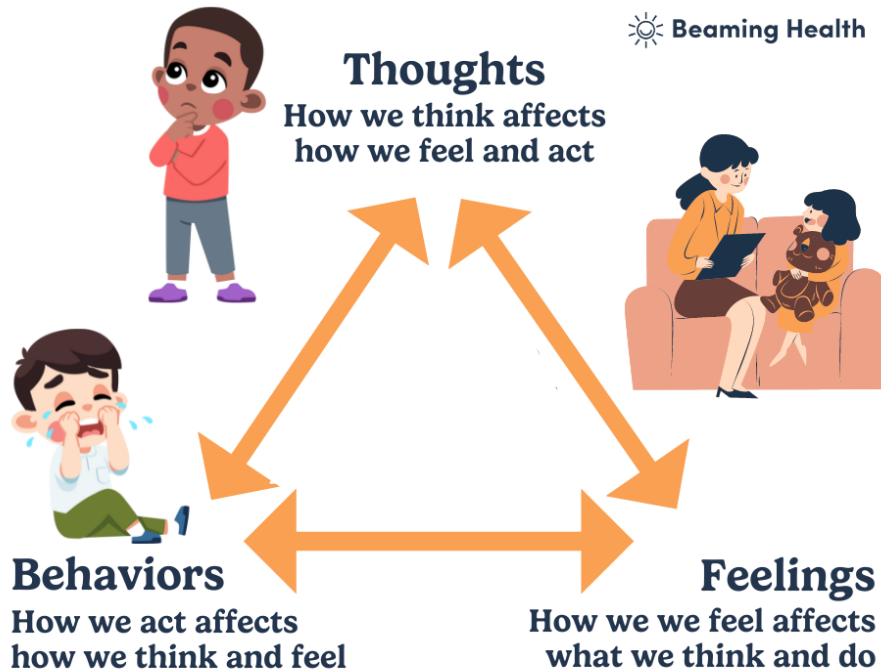 Beaming Health
Thoughts
How we think affects
how we feel and act
Behaviors
How we act affects
how we think and feel
Feelings
How we we feel affects
what we think and do